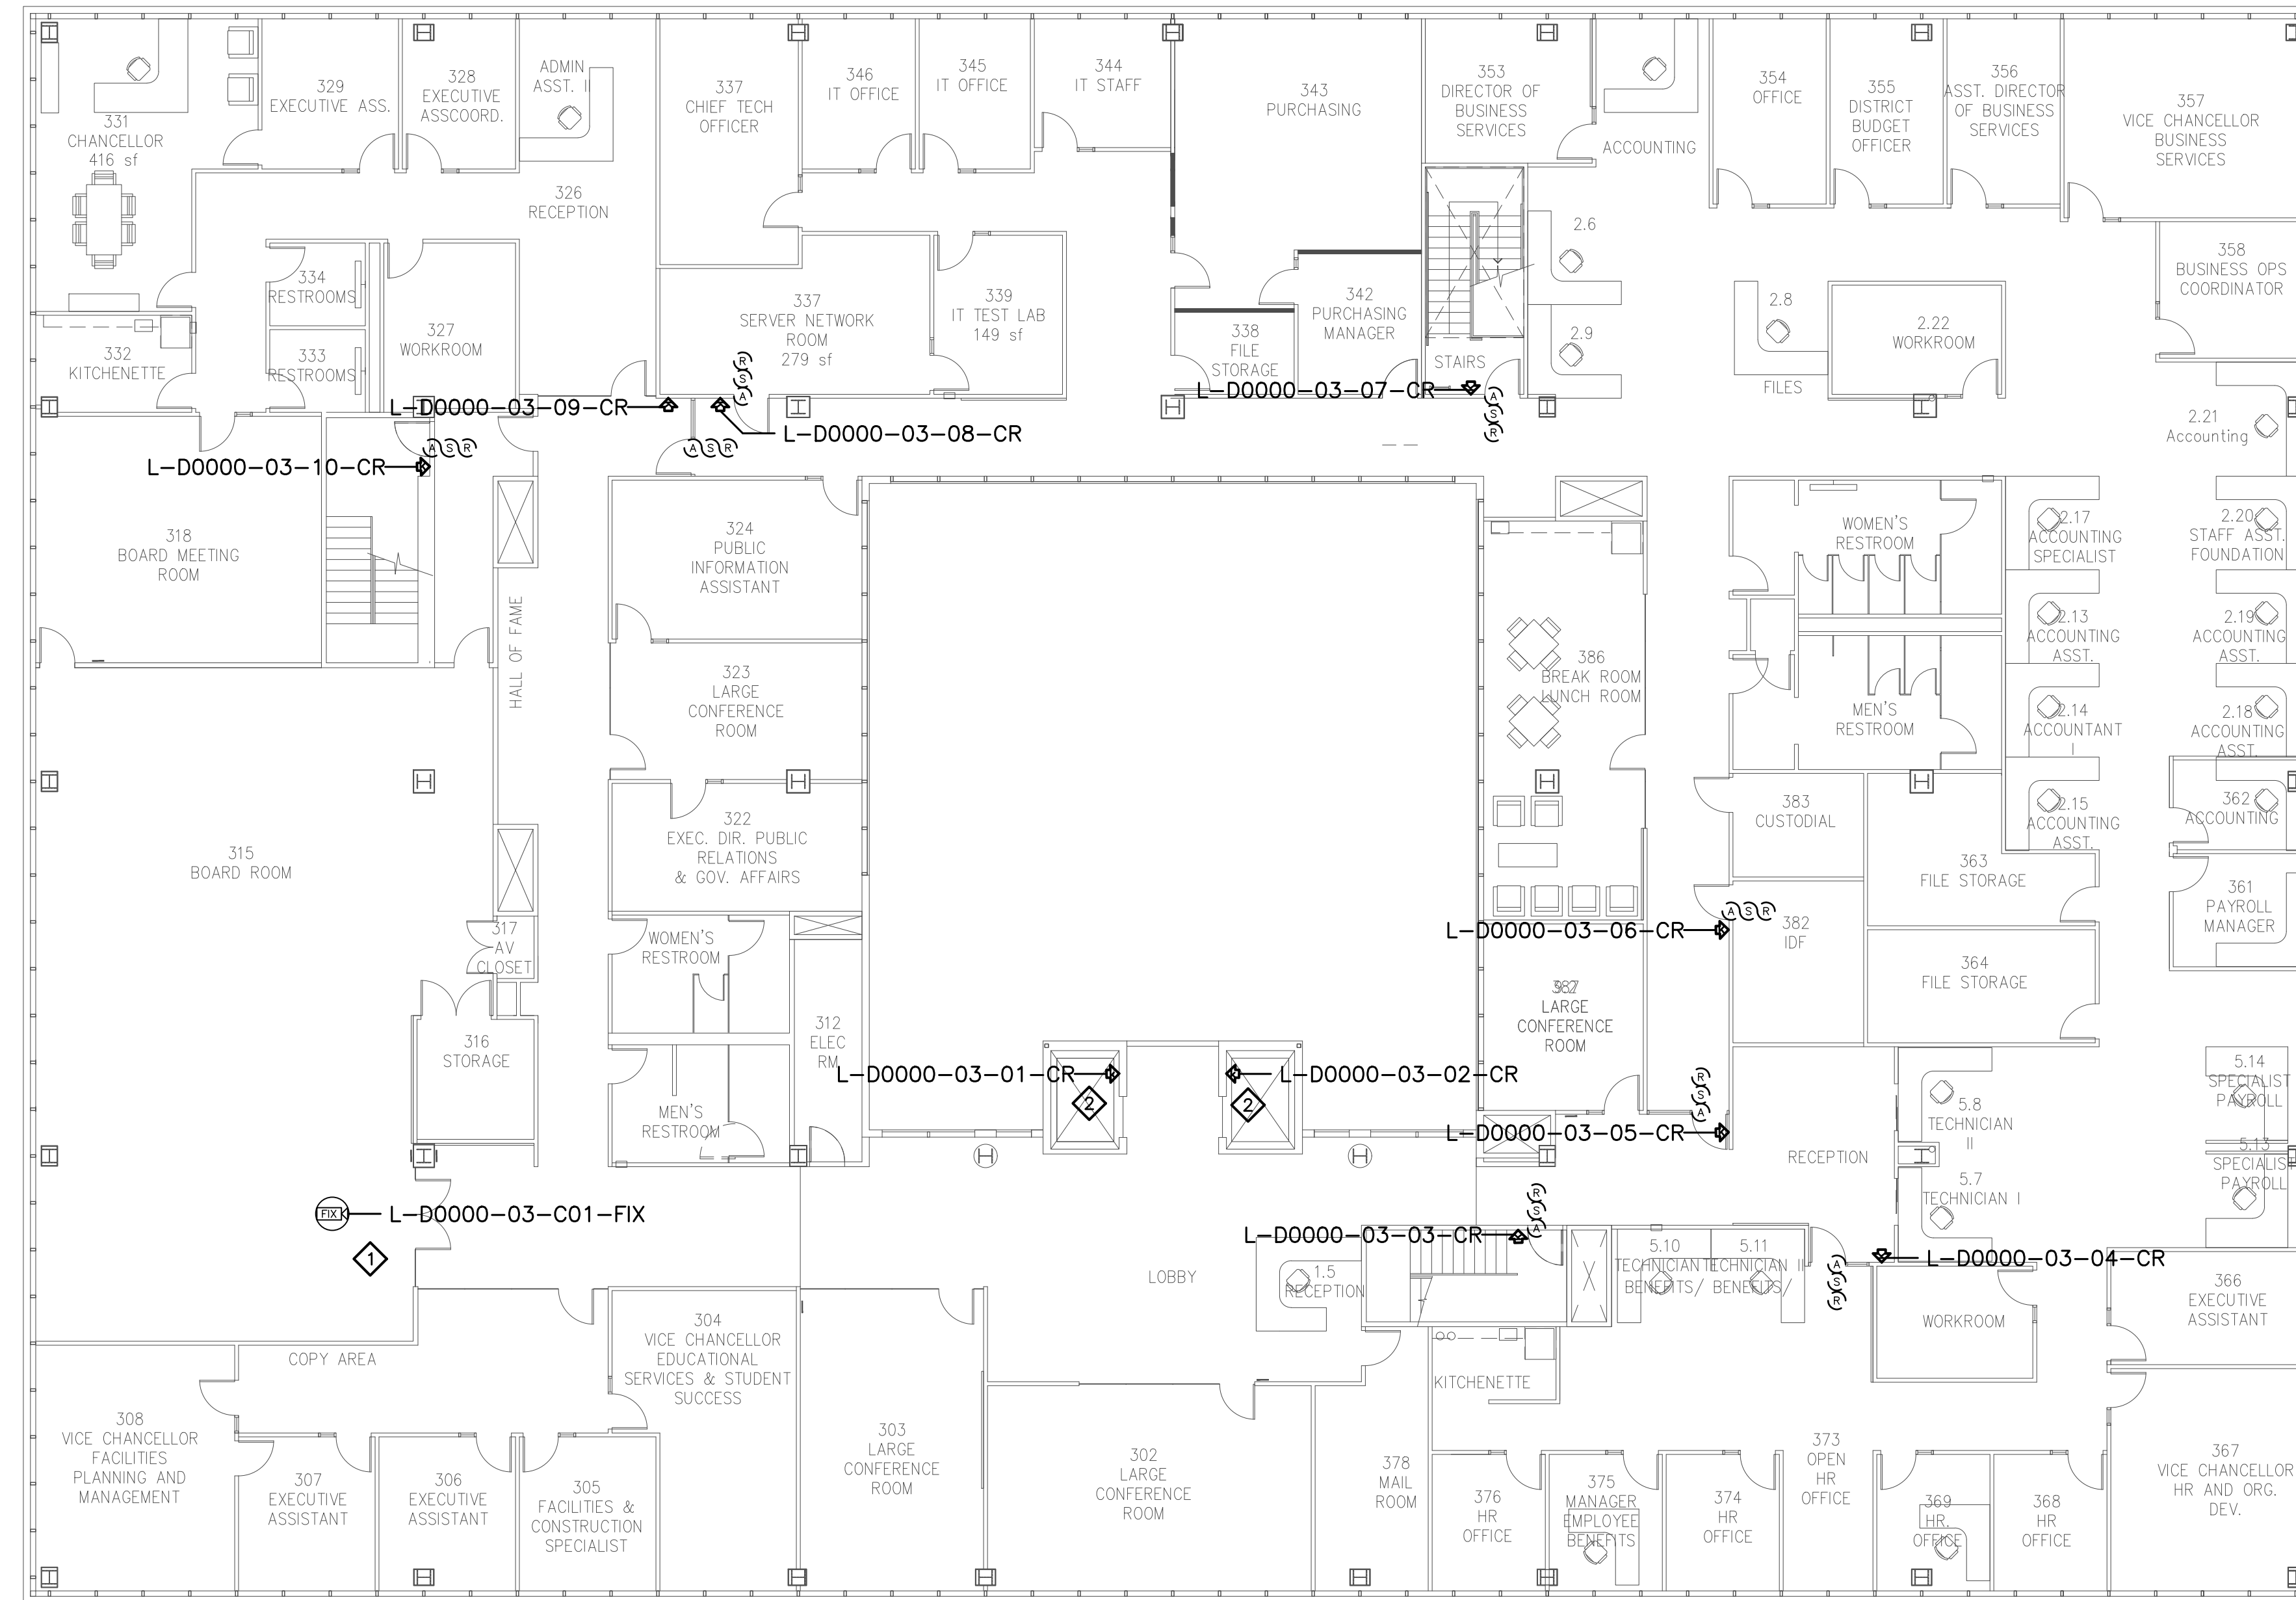 331
CHANCELLOR
416 sf
329
EXECUTIVE ASS.
328
EXECUTIVE
ASSCOORD.
ADMIN
ASST. II
337
CHIEF TECH
OFFICER
346
IT OFFICE
345
IT OFFICE
344
IT STAFF
343
PURCHASING
353
DIRECTOR OF
BUSINESS
SERVICES
ACCOUNTING
354
OFFICE
355
DISTRICT
BUDGET
OFFICER
356
ASST. DIRECTOR
OF BUSINESS
SERVICES
357
VICE CHANCELLOR
BUSINESS
SERVICES
326
RECEPTION
2.6
358
BUSINESS OPS
COORDINATOR
334
RESTROOMS
327
WORKROOM
337
SERVER NETWORK
ROOM
279 sf
339
IT TEST LAB
149 sf
342
PURCHASING
MANAGER
338
FILE
STORAGE
STAIRS
2.9
2.8
FILES
2.22
WORKROOM
332
KITCHENETTE
333
RESTROOMS
R
S
A
L-D0000-03-09-CR
L-D0000-03-08-CR
L-D0000-03-07-CR
A
S
R
2.21
Accounting
A S R
A S R
L-D0000-03-10-CR
318
BOARD MEETING
ROOM
324
PUBLIC
INFORMATION
ASSISTANT
WOMEN'S
RESTROOM
2.17
ACCOUNTING
SPECIALIST
2.20
STAFF ASST.
FOUNDATION
HALL OF FAME
323
LARGE
CONFERENCE
ROOM
386
BREAK ROOM
LUNCH ROOM
2.13
ACCOUNTING
ASST.
2.19
ACCOUNTING
ASST.
MEN'S
RESTROOM
2.14
ACCOUNTANT
I
2.18
ACCOUNTING
ASST.
322
EXEC. DIR. PUBLIC
RELATIONS
& GOV. AFFAIRS
383
CUSTODIAL
2.15
ACCOUNTING
ASST.
362
ACCOUNTING
315
BOARD ROOM
363
FILE STORAGE
361
PAYROLL
MANAGER
317
AV
CLOSET
WOMEN'S
RESTROOM
A S R
L-D0000-03-06-CR
382
IDF
364
FILE STORAGE
LARGE
CONFERENCE
ROOM
316
STORAGE
312
ELEC
RM
L-D0000-03-01-CR
2
L-D0000-03-02-CR
2
R
S
A
L-D0000-03-05-CR
MEN'S
RESTROOM
RECEPTION
5.8
TECHNICIAN
II
5.14
SPECIALIST
PAYROLL
5.7
TECHNICIAN I
5.13
SPECIALIST
PAYROLL
FIX
L-D0000-03-C01-FIX
1
R
S
A
L-D0000-03-03-CR
LOBBY
1.5
RECEPTION
5.10
TECHNICIAN
BENEFITS/
5.11
TECHNICIAN II
BENEFITS/
A
S
R
L-D0000-03-04-CR
366
EXECUTIVE
ASSISTANT
WORKROOM
COPY AREA
304
VICE CHANCELLOR
EDUCATIONAL
SERVICES & STUDENT
SUCCESS
KITCHENETTE
308
VICE CHANCELLOR
FACILITIES
PLANNING AND
MANAGEMENT
307
EXECUTIVE
ASSISTANT
306
EXECUTIVE
ASSISTANT
305
FACILITIES &
CONSTRUCTION
SPECIALIST
303
LARGE
CONFERENCE
ROOM
302
LARGE
CONFERENCE
ROOM
378
MAIL
ROOM
376
HR
OFFICE
375
MANAGER
EMPLOYEE
BENEFITS
374
HR
OFFICE
373
OPEN
HR
OFFICE
369
HR.
OFFICE
368
HR
OFFICE
367
VICE CHANCELLOR
HR AND ORG.
DEV.